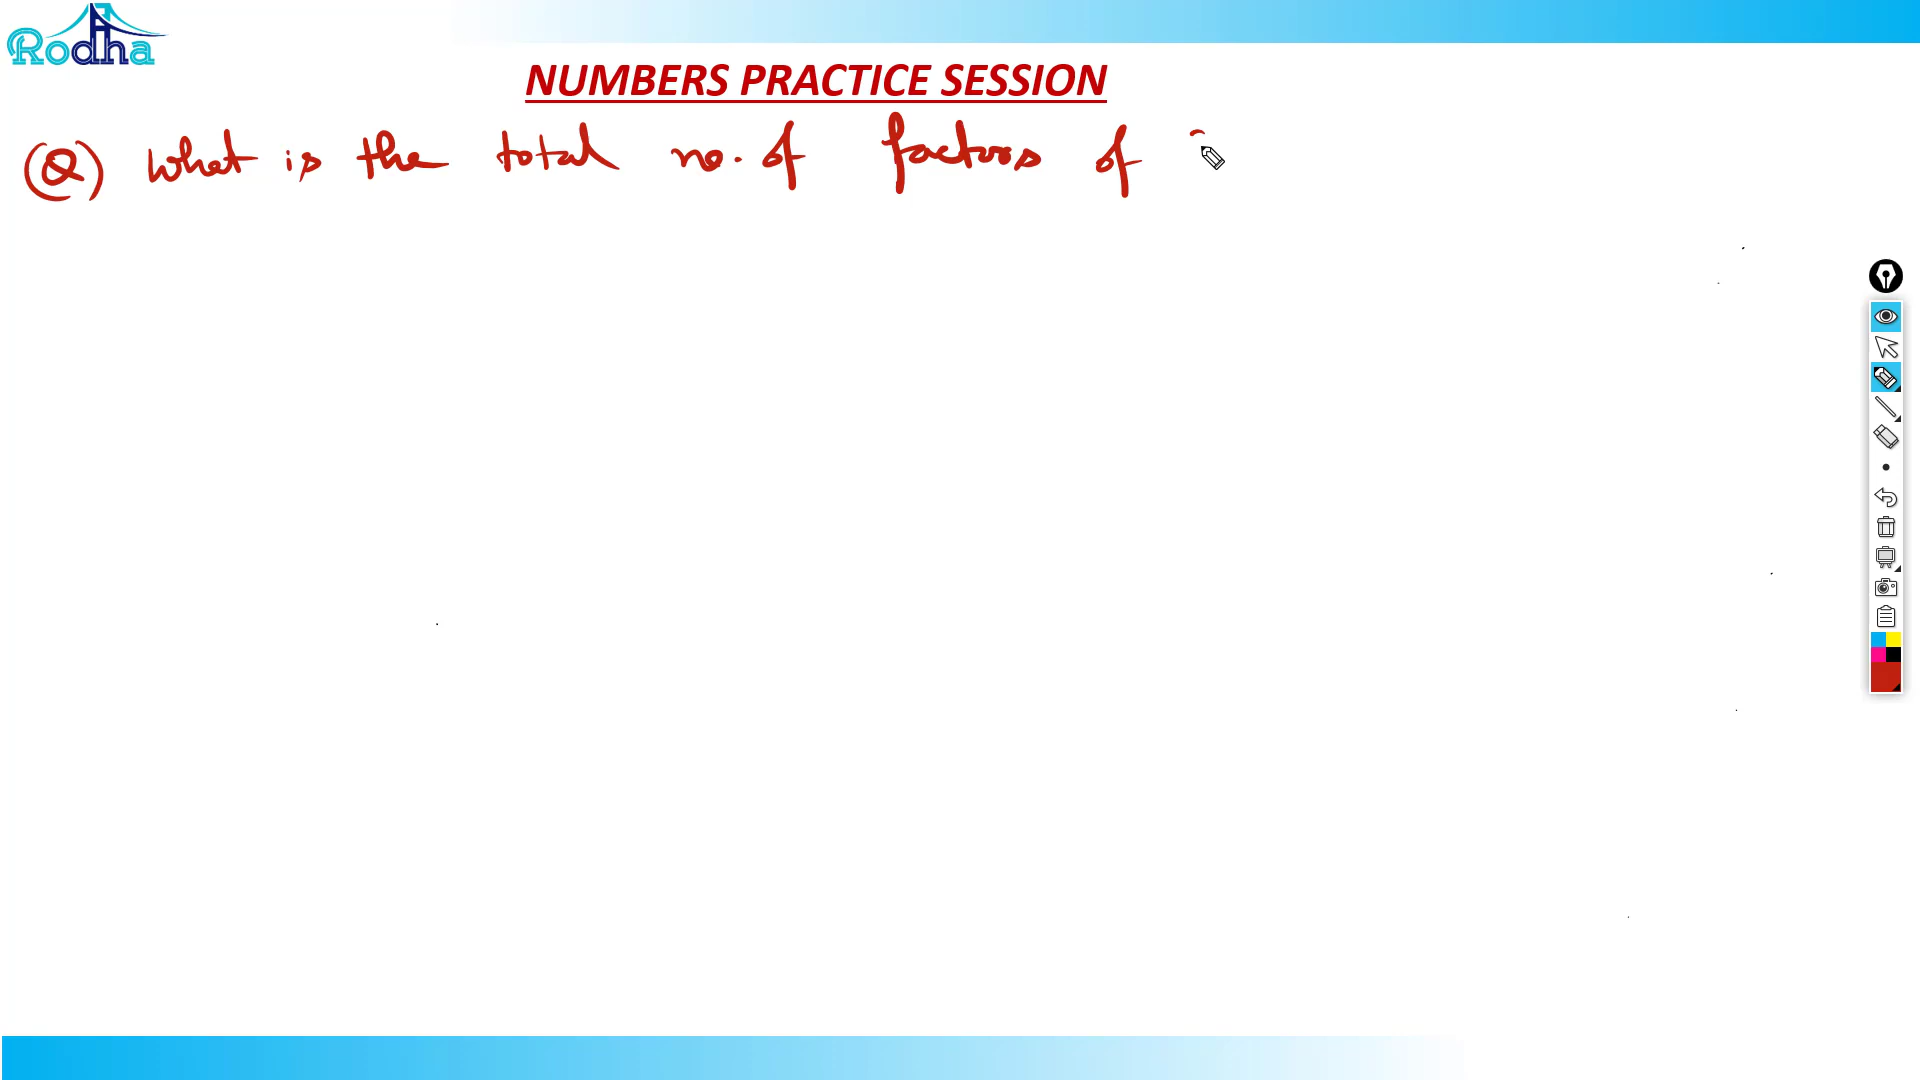 Rodha
NUMBERS PRACTICE SESSION
(Q) What is the total no. of factors of